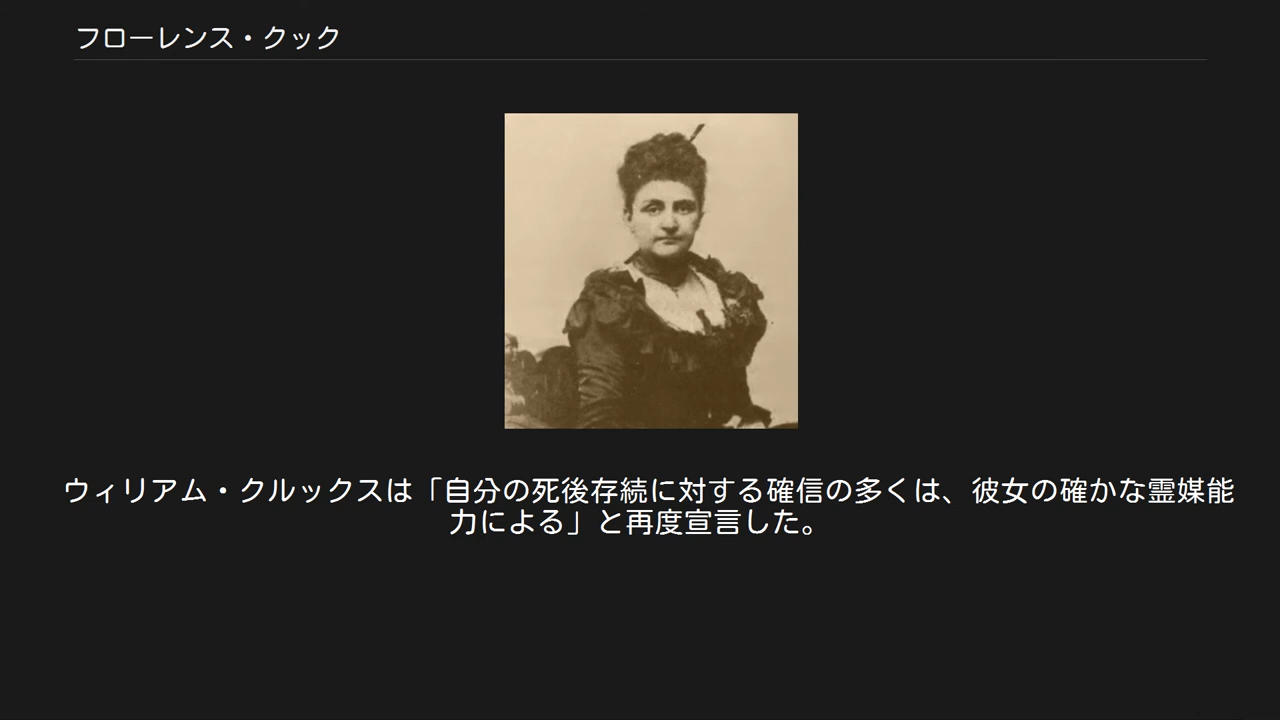 フローレンス・クック
ウィリアム・クルックスは「自分の死後存続に対する確信の多くは、彼女の確かな霊媒能
力による」と再度宣言した。